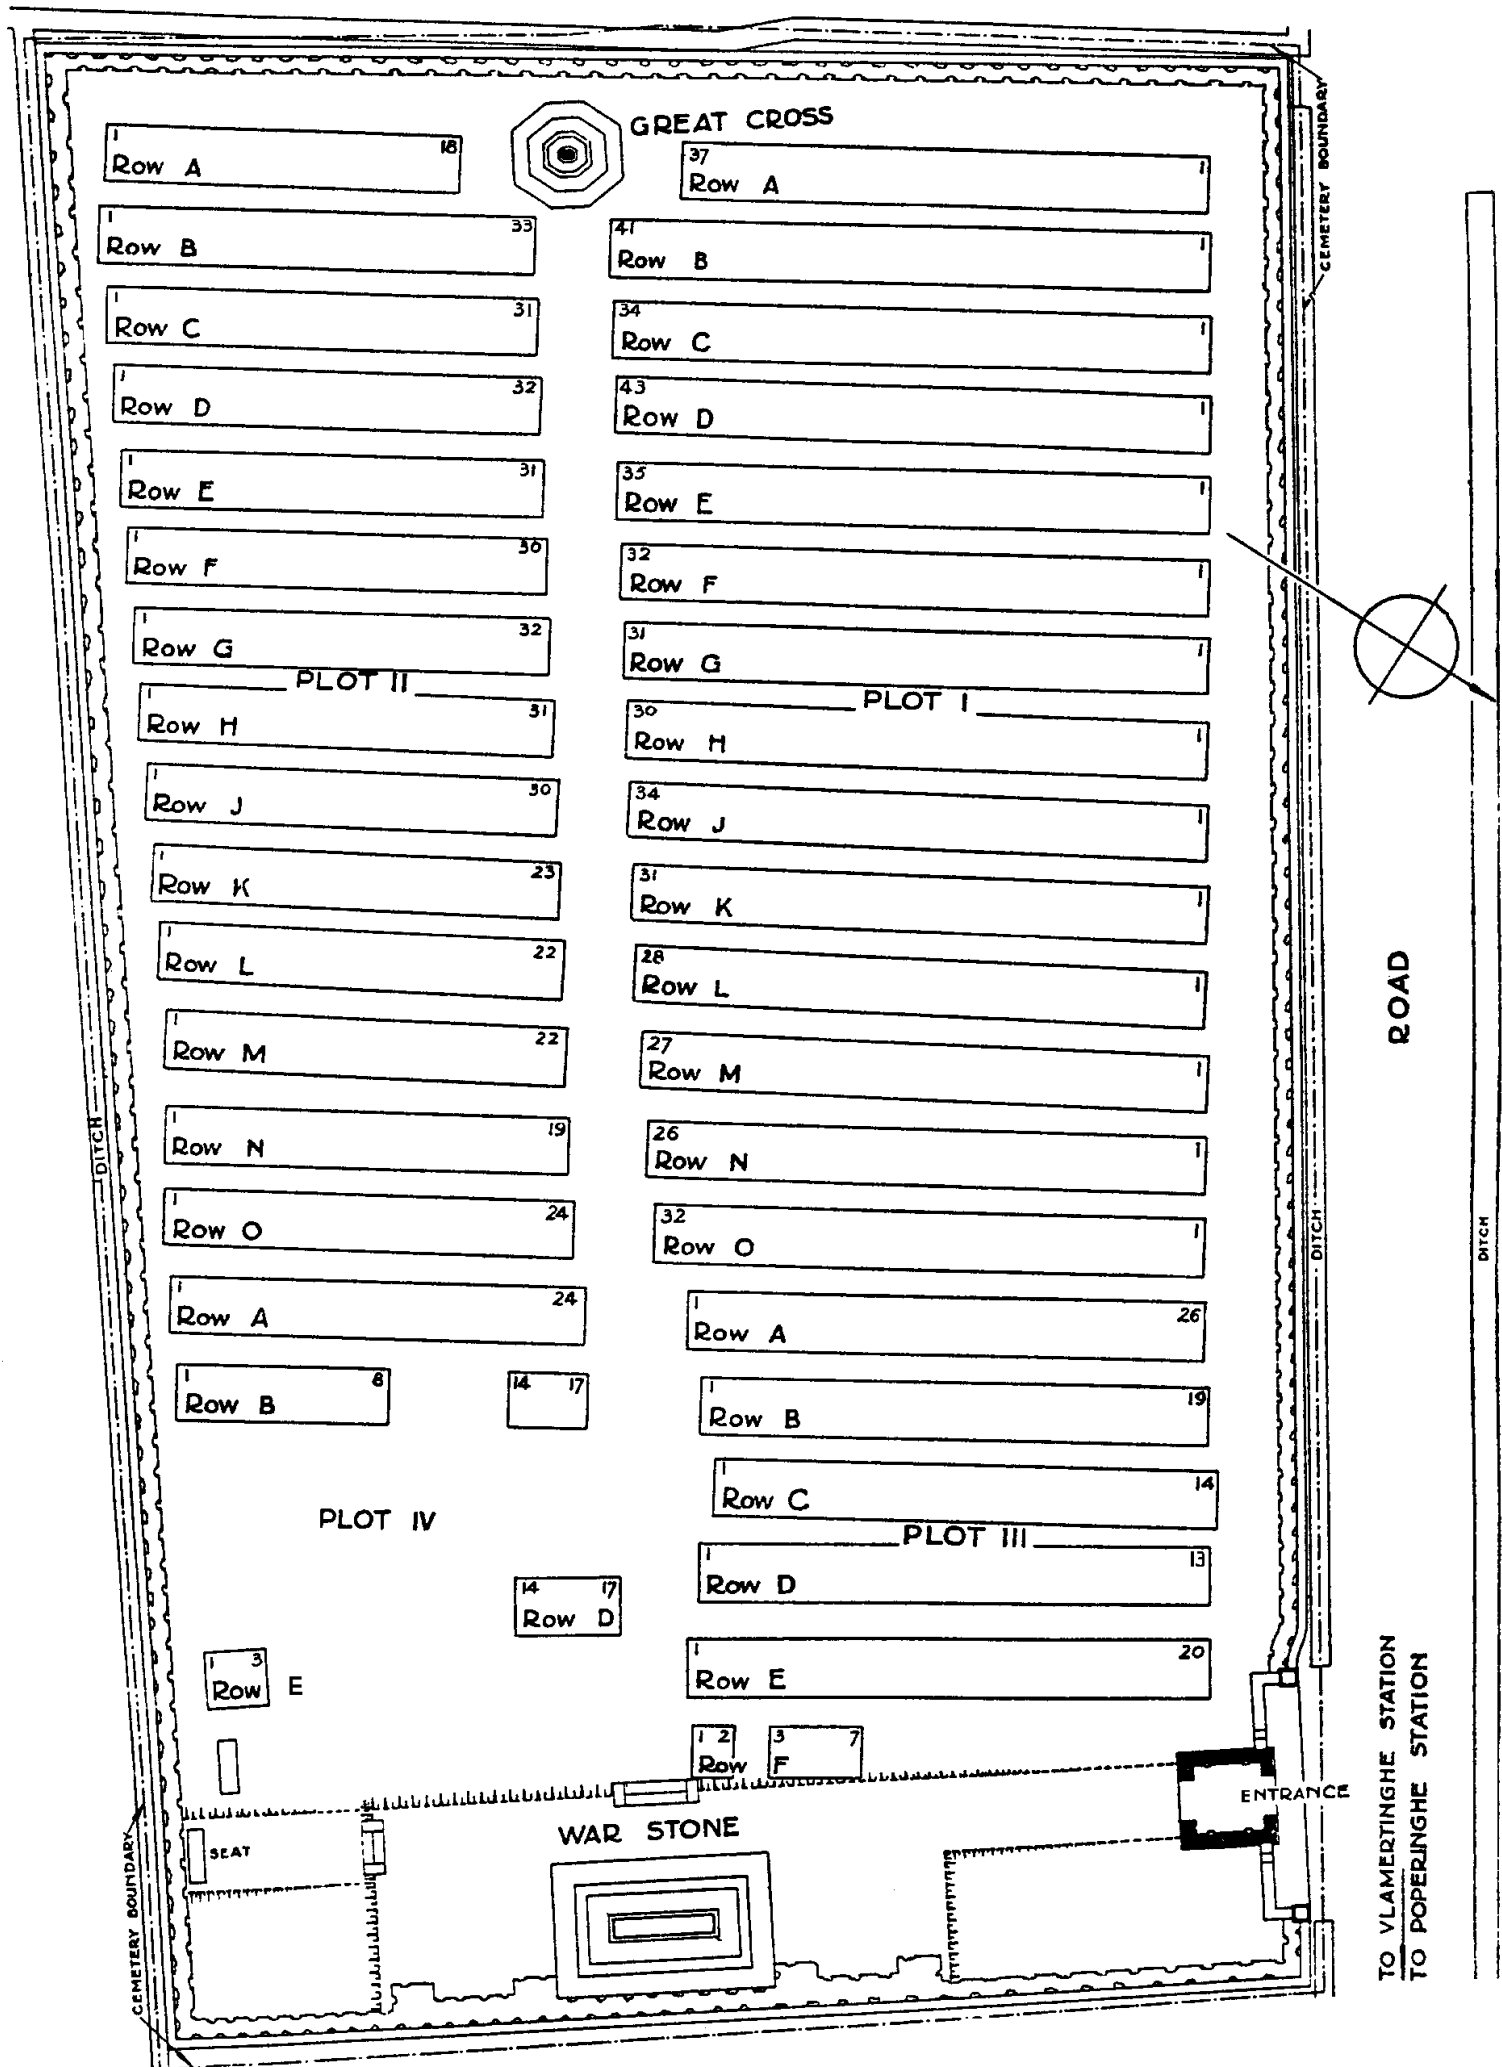 GREAT CROSS
CEMETERY BOUNDARY
1 18
Row A
37 1
Row A
1 33
Row B
41 1
Row B
1 31
Row C
34 1
Row C
1 32
Row D
43 1
Row D
1 31
Row E
35 1
Row E
1 30
Row F
32 1
Row F
1 32
Row G
31 1
Row G
PLOT II
PLOT I
1 31
Row H
30 1
Row H
1 30
Row J
34 1
Row J
1 23
Row K
31 1
Row K
1 22
Row L
28 1
Row L
ROAD
1 22
Row M
27 1
Row M
DITCH
1 19
Row N
26 1
Row N
1 24
Row O
32 1
Row O
DITCH
DITCH
1 24
Row A
1 26
Row A
1 8
Row B
14 17
1 19
Row B
1 14
Row C
PLOT IV
PLOT III
1 13
Row D
14 17
Row D
1 3
Row E
1 20
Row E
1 2 3 7
Row F
ENTRANCE
WAR STONE
SEAT
CEMETERY BOUNDARY
TO VLAMERTINGHE STATION
TO POPERINGHE STATION